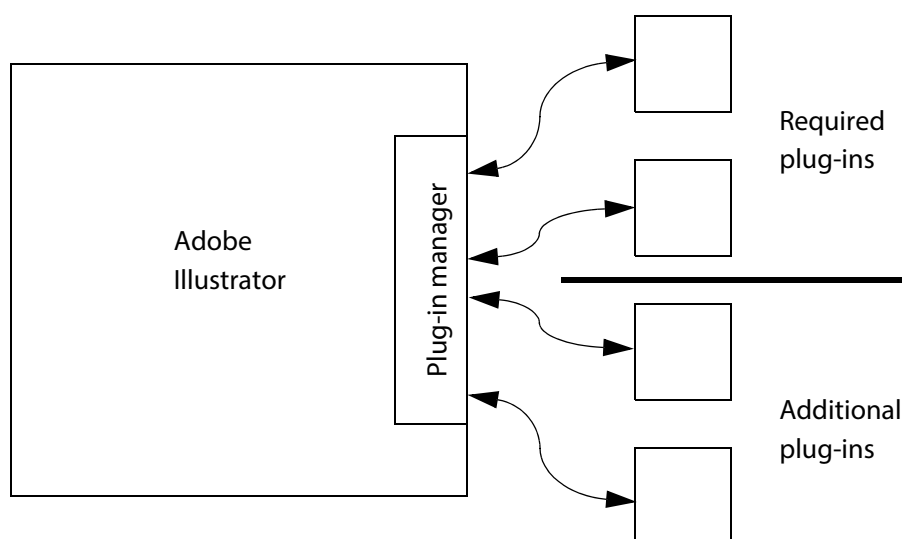 Adobe
Illustrator
Plug-in manager
Required
plug-ins
Additional
plug-ins